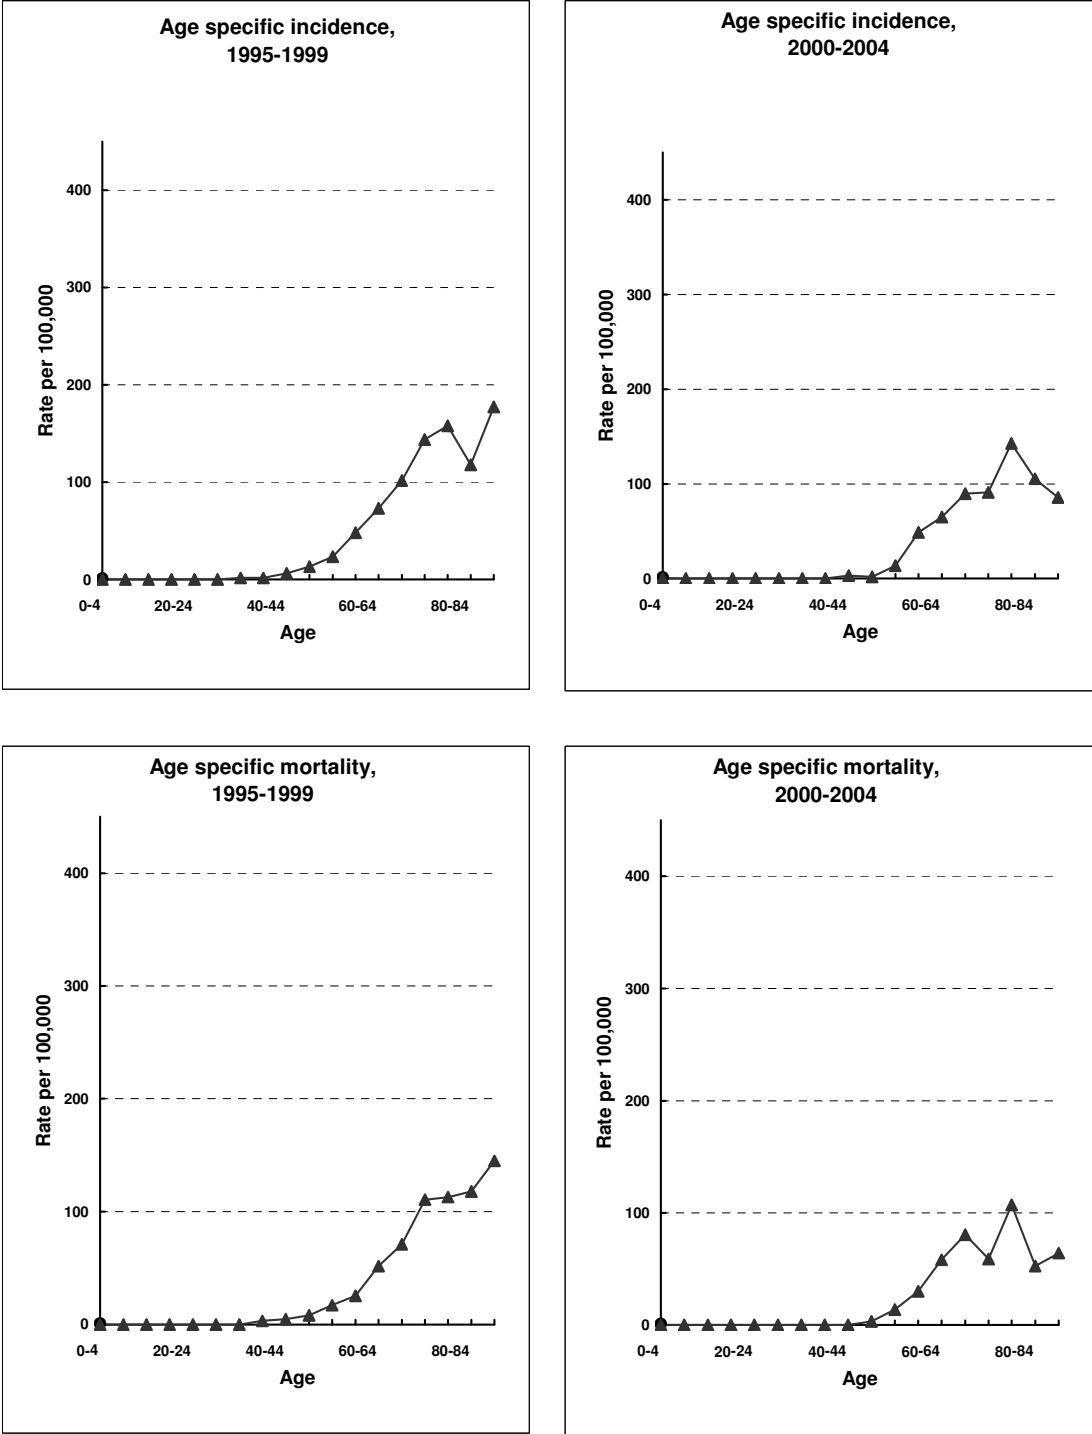 Age specific incidence,
1995-1999
400
300
200
100
0
Rate per 100,000
0-4 20-24 40-44 60-64 80-84
Age
Age specific incidence,
2000-2004
400
300
200
100
0
Rate per 100,000
0-4 20-24 40-44 60-64 80-84
Age
Age specific mortality,
1995-1999
400
300
200
100
0
Rate per 100,000
0-4 20-24 40-44 60-64 80-84
Age
Age specific mortality,
2000-2004
400
300
200
100
0
Rate per 100,000
0-4 20-24 40-44 60-64 80-84
Age